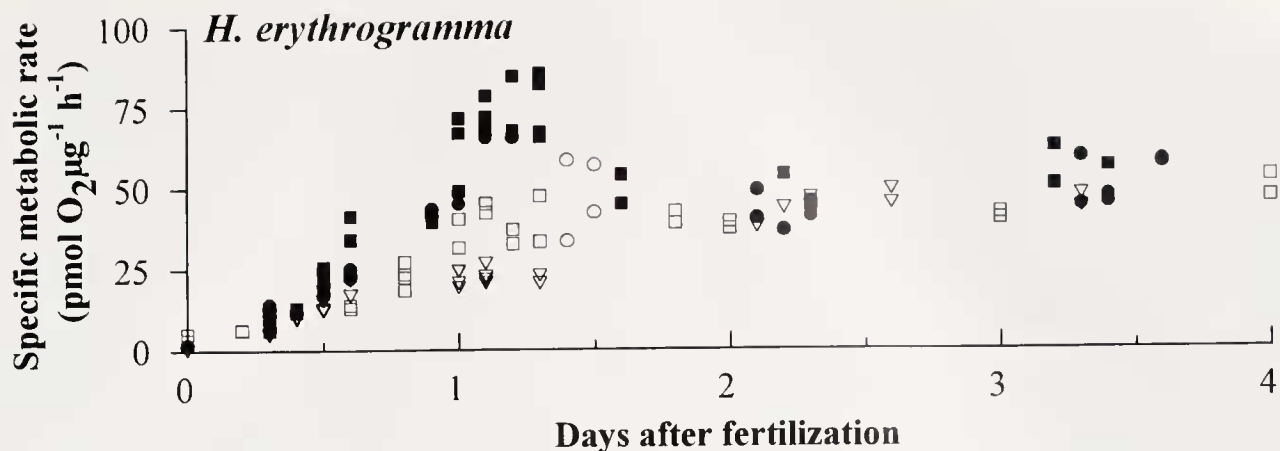 H. erythrogramma
Specific metabolic rate
(pmol O₂μg⁻¹ h⁻¹)
100
75
50
25
0
0 1 2 3 4
Days after fertilization